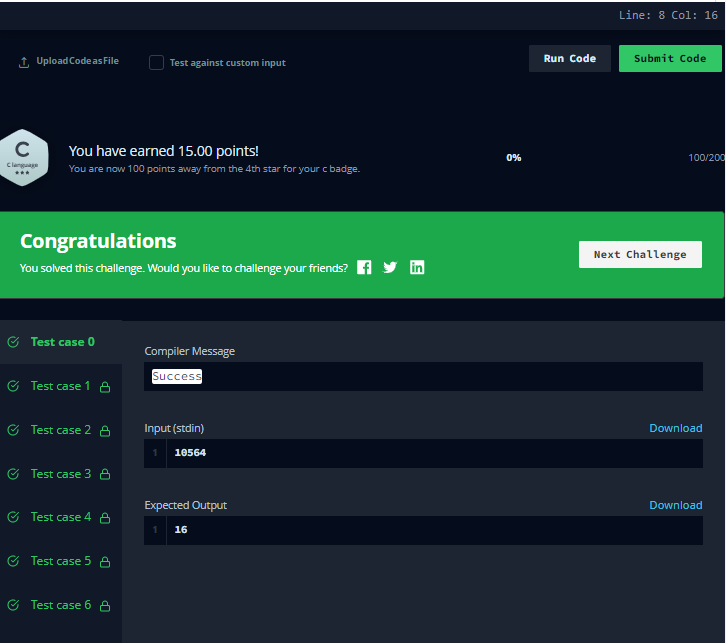 Line: 8 Col: 16
Upload Code as File
Test against custom input
Run Code
Submit Code
C
C language
You have earned 15.00 points!
You are now 100 points away from the 4th star for your c badge.
0%
100/200
Congratulations
You solved this challenge. Would you like to challenge your friends?
Next Challenge
Test case 0
Test case 1
Test case 2
Test case 3
Test case 4
Test case 5
Test case 6
Compiler Message
Success
Input (stdin)
Download
1 10564
Expected Output
Download
1 16